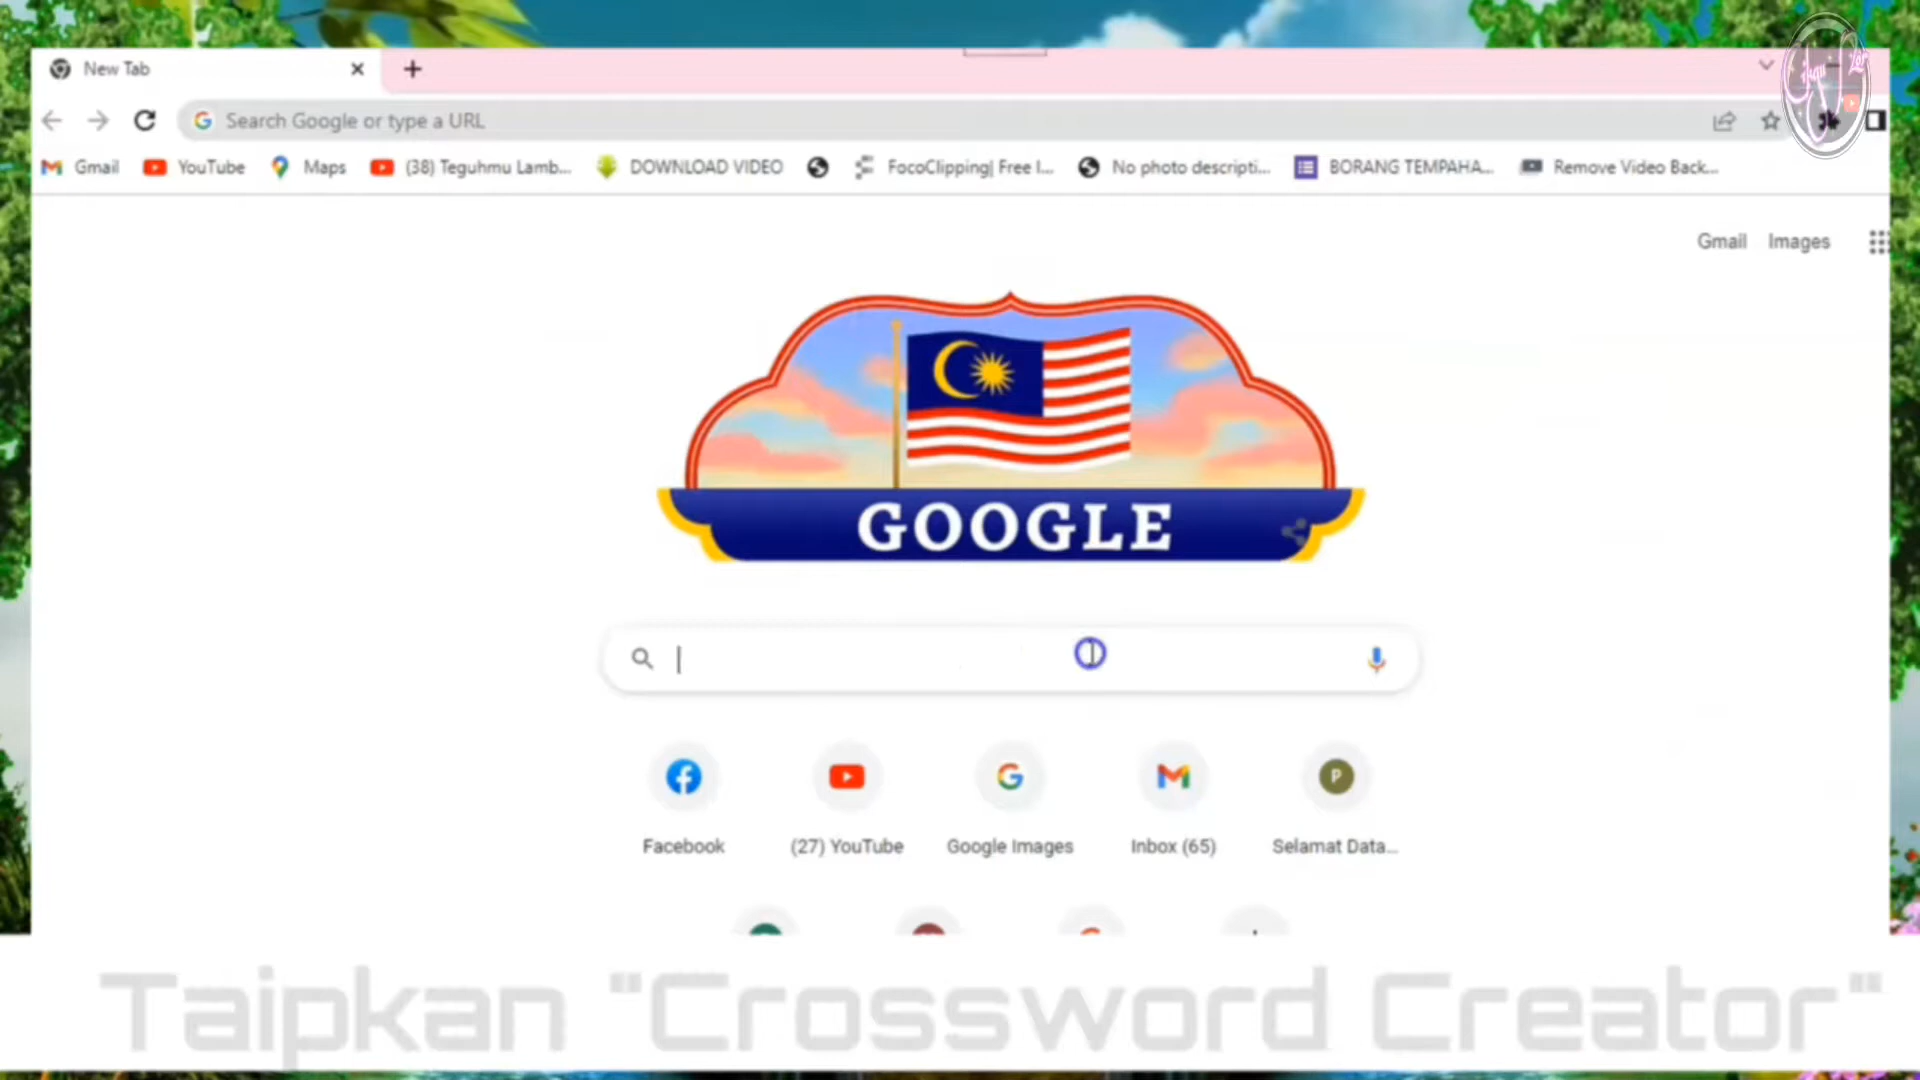 New Tab
Search Google or type a URL
Gmail YouTube Maps (38) Teguhmu Lamb... DOWNLOAD VIDEO FocoClipping| Free I... No photo descripti... BORANG TEMPAHA... Remove Video Back...
Gmail Images
GOOGLE
P
Facebook (27) YouTube Google Images Inbox (65) Selamat Data...
Taipkan "Crossword Creator"